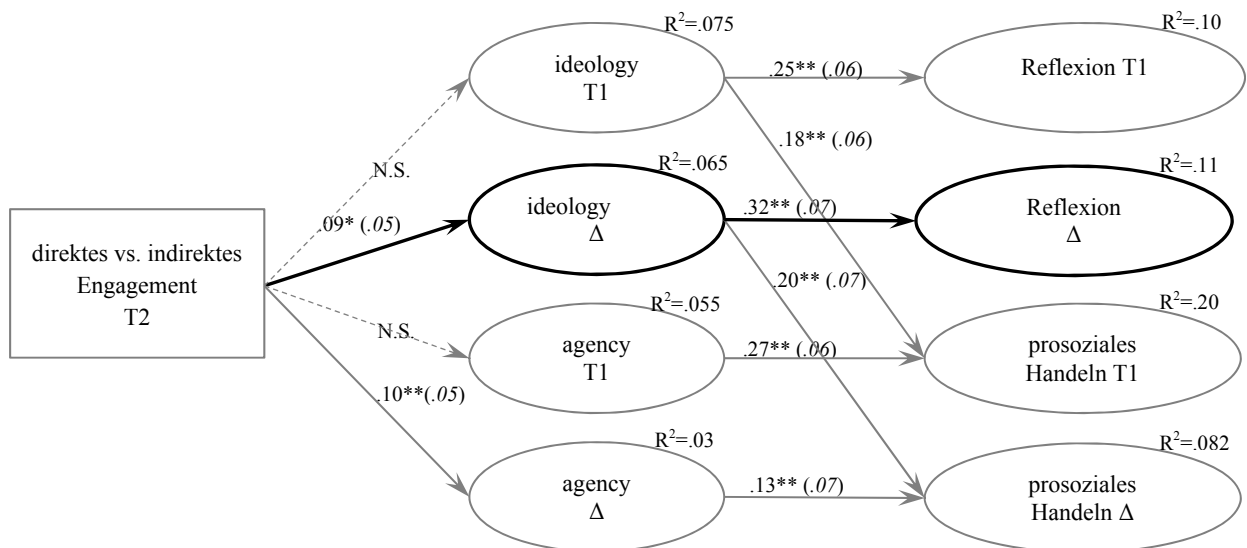 R²=.075
R²=.10
ideology
T1
.25** (.06)
Reflexion T1
.18** (.06)
N.S.
R²=.065
R²=.11
.09* (.05)
ideology
Δ
.32** (.07)
Reflexion
Δ
direktes vs. indirektes
Engagement
T2
.20** (.07)
R²=.055
R²=.20
N.S.
agency
T1
.27** (.06)
prosoziales
Handeln T1
.10**(.05)
R²=.03
R²=.082
agency
Δ
.13** (.07)
prosoziales
Handeln Δ